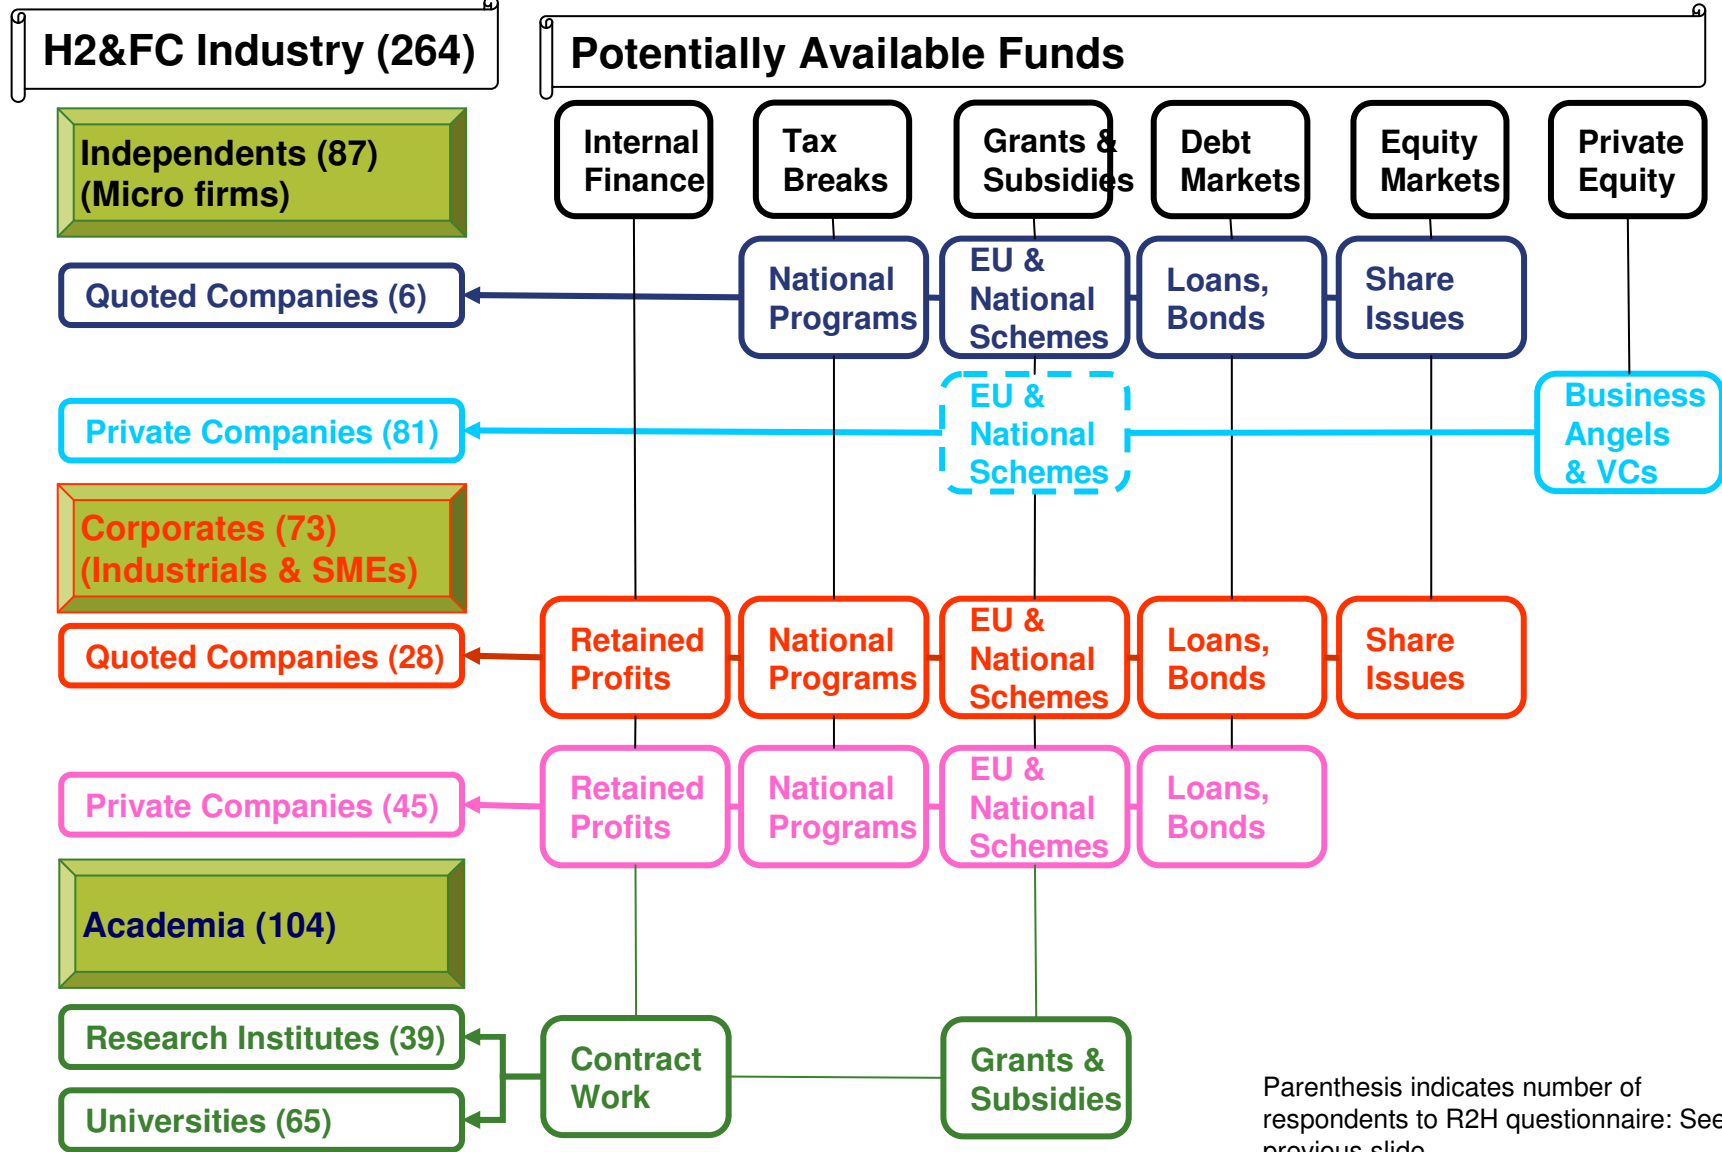 H2&FC Industry (264)
Potentially Available Funds
Independents (87)
(Micro firms)
Internal
Finance
Tax
Breaks
Grants &
Subsidies
Debt
Markets
Equity
Markets
Private
Equity
Quoted Companies (6)
National
Programs
EU &
National
Schemes
Loans,
Bonds
Share
Issues
Private Companies (81)
EU &
National
Schemes
Business
Angels
& VCs
Corporates (73)
(Industrials & SMEs)
Quoted Companies (28)
Retained
Profits
National
Programs
EU &
National
Schemes
Loans,
Bonds
Share
Issues
Private Companies (45)
Retained
Profits
National
Programs
EU &
National
Schemes
Loans,
Bonds
Academia (104)
Research Institutes (39)
Universities (65)
Contract
Work
Grants &
Subsidies
Parenthesis indicates number of
respondents to R2H questionnaire: See
previous slide